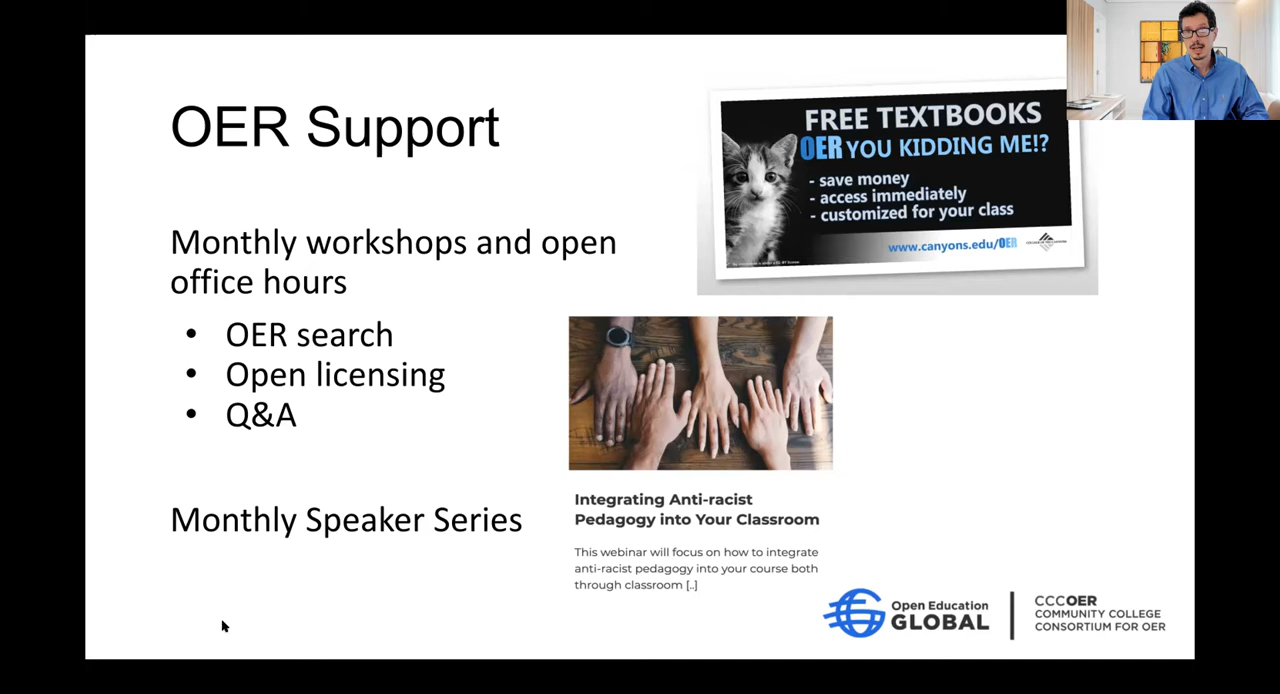 OER Support
Monthly workshops and open
office hours
• OER search
• Open licensing
• Q&A
Monthly Speaker Series
FREE TEXTBOOKS
OER YOU KIDDING ME!?
- save money
- access immediately
- customized for your class
www.canyons.edu/OER
Integrating Anti-racist
Pedagogy into Your Classroom
This webinar will focus on how to integrate
anti-racist pedagogy into your course both
through classroom [..]
Open Education
GLOBAL
CCCOER
COMMUNITY COLLEGE
CONSORTIUM FOR OER